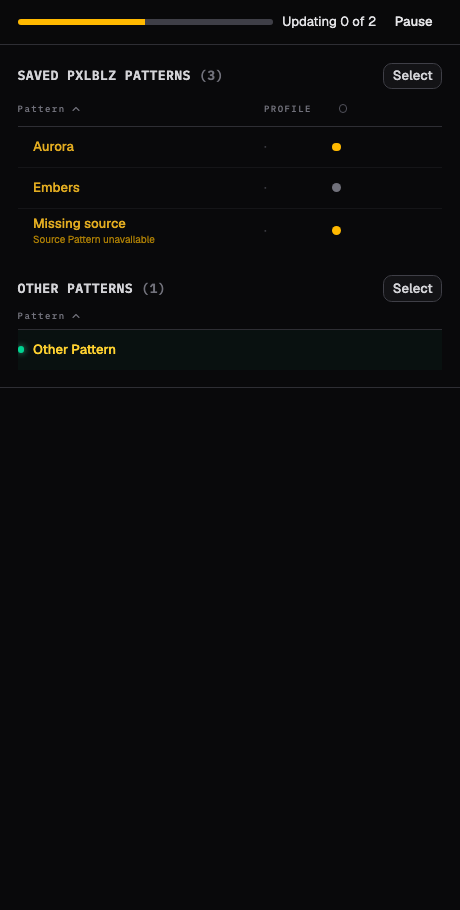 Updating 0 of 2 Pause
SAVED PXLBLZ PATTERNS (3) Select
Pattern PROFILE
Aurora -
Embers -
Missing source -
Source Pattern unavailable
OTHER PATTERNS (1) Select
Pattern
Other Pattern